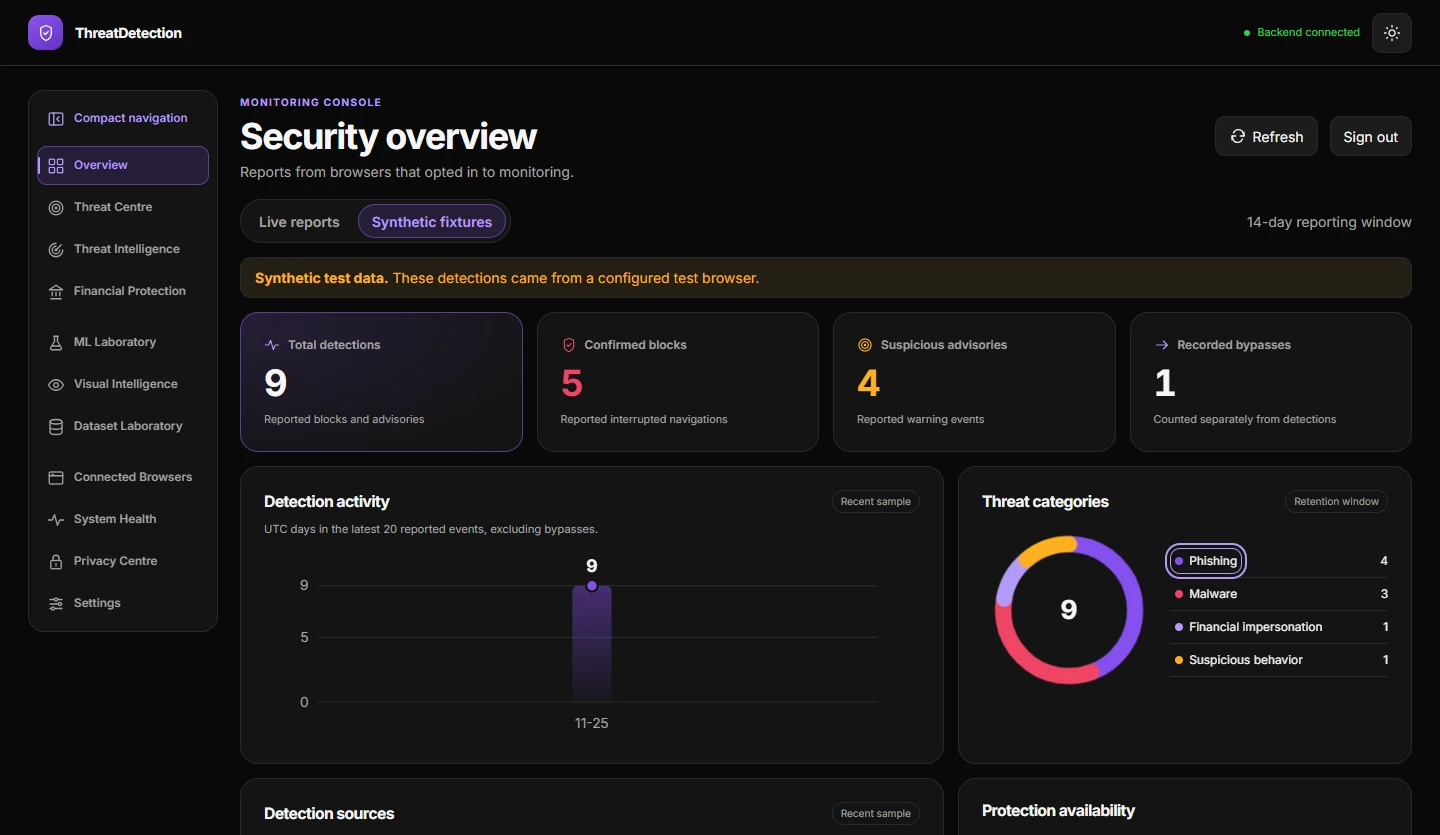 ThreatDetection
Backend connected
Compact navigation
Overview
Threat Centre
Threat Intelligence
Financial Protection
ML Laboratory
Visual Intelligence
Dataset Laboratory
Connected Browsers
System Health
Privacy Centre
Settings
MONITORING CONSOLE
Security overview
Reports from browsers that opted in to monitoring.
Refresh
Sign out
Live reports
Synthetic fixtures
14-day reporting window
Synthetic test data. These detections came from a configured test browser.
Total detections
9
Reported blocks and advisories
Confirmed blocks
5
Reported interrupted navigations
Suspicious advisories
4
Reported warning events
Recorded bypasses
1
Counted separately from detections
Detection activity
Recent sample
UTC days in the latest 20 reported events, excluding bypasses.
9
9
5
0
11-25
Threat categories
Retention window
9
Phishing 4
Malware 3
Financial impersonation 1
Suspicious behavior 1
Detection sources
Recent sample
Protection availability